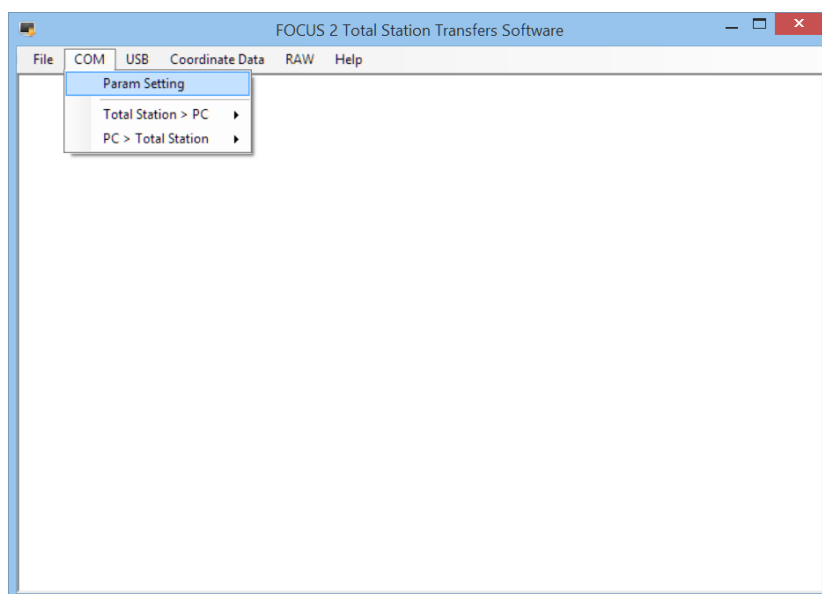 FOCUS 2 Total Station Transfers Software
File COM USB Coordinate Data RAW Help
Param Setting
Total Station > PC
PC > Total Station